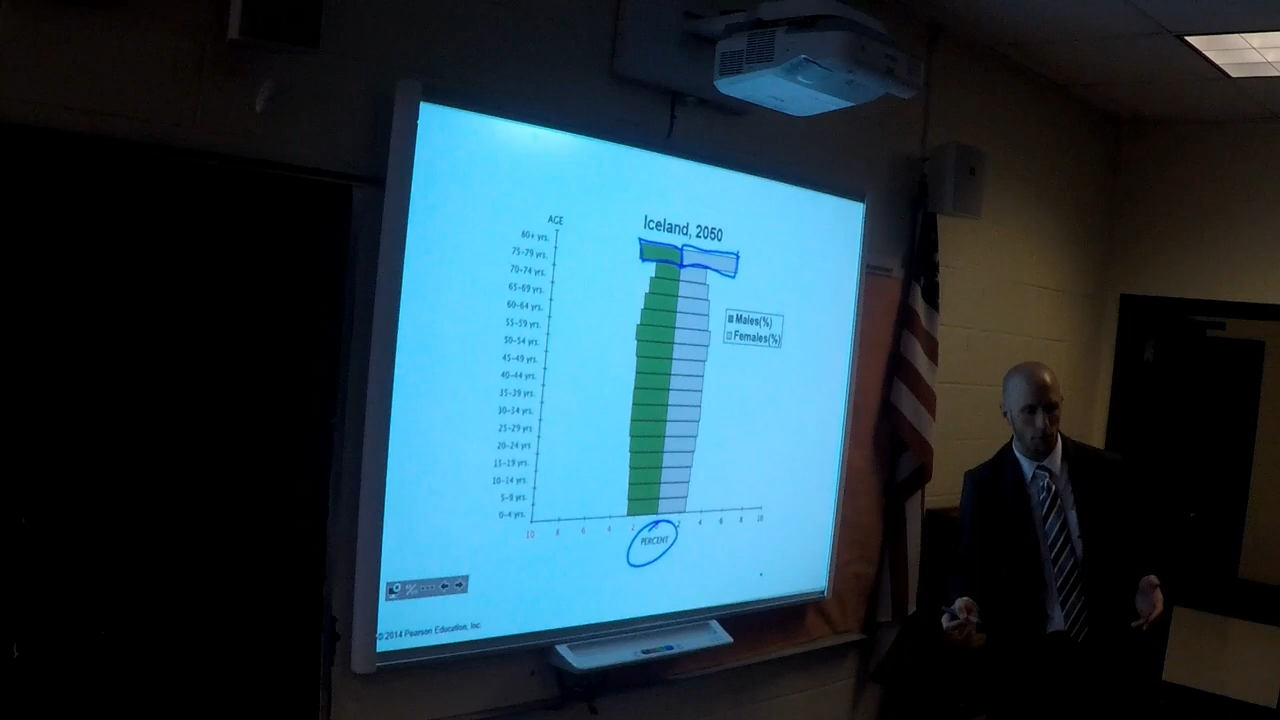 Iceland, 2050
AGE
60+ yrs.
75-79 yrs.
70-74 yrs.
65-69 yrs.
60-64 yrs.
55-59 yrs.
50-54 yrs.
45-49 yrs.
40-44 yrs.
35-39 yrs.
30-34 yrs.
25-29 yrs.
20-24 yrs.
15-19 yrs.
10-14 yrs.
5-9 yrs.
0-4 yrs.
Males(%)
Females(%)
10 8 6 4 2 2 4 6 8 10
PERCENT
© 2014 Pearson Education, Inc.